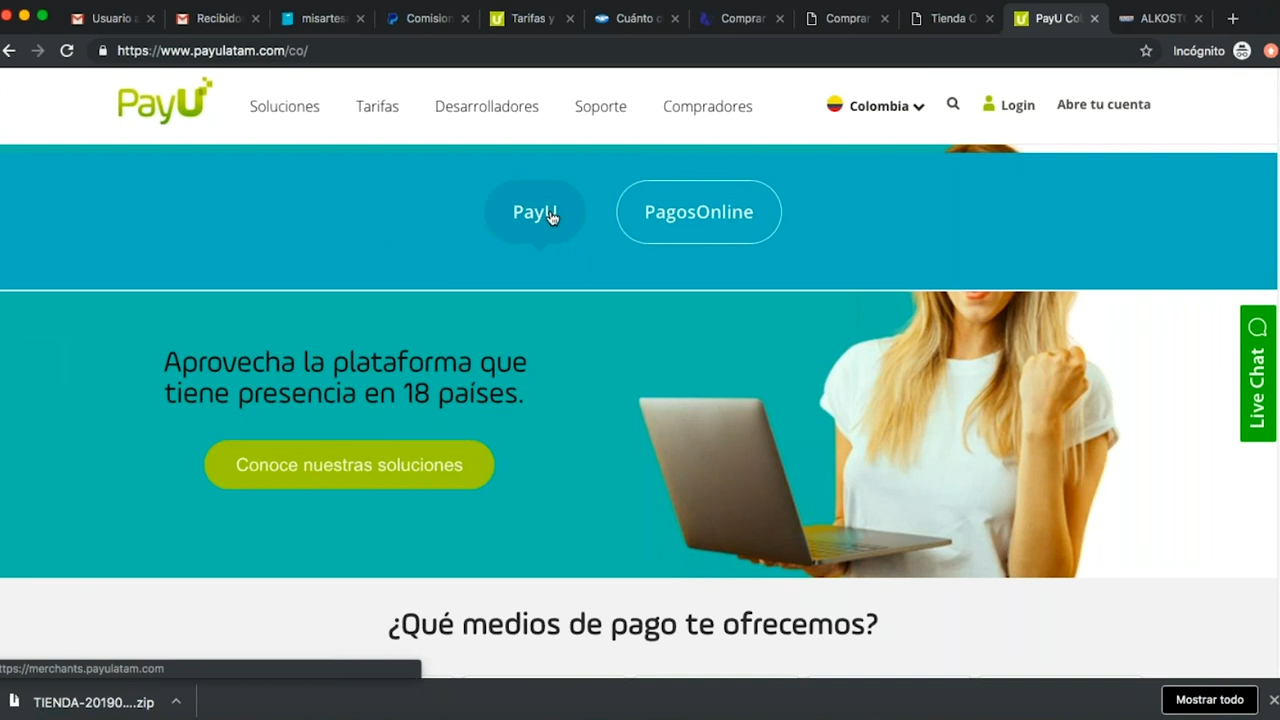 Usuario
Recibido
misartes
Comision
Tarifas y
Cuánto
Comprar
Comprar
Tienda
PayU Co
ALKOST
https://www.payulatam.com/co/
Incógnito
PayU
Soluciones
Tarifas
Desarrolladores
Soporte
Compradores
Colombia
Login
Abre tu cuenta
PayU
PagosOnline
Aprovecha la plataforma que
tiene presencia en 18 países.
Conoce nuestras soluciones
Live Chat
¿Qué medios de pago te ofrecemos?
ttps://merchants.payulatam.com
TIENDA-20190....zip
Mostrar todo